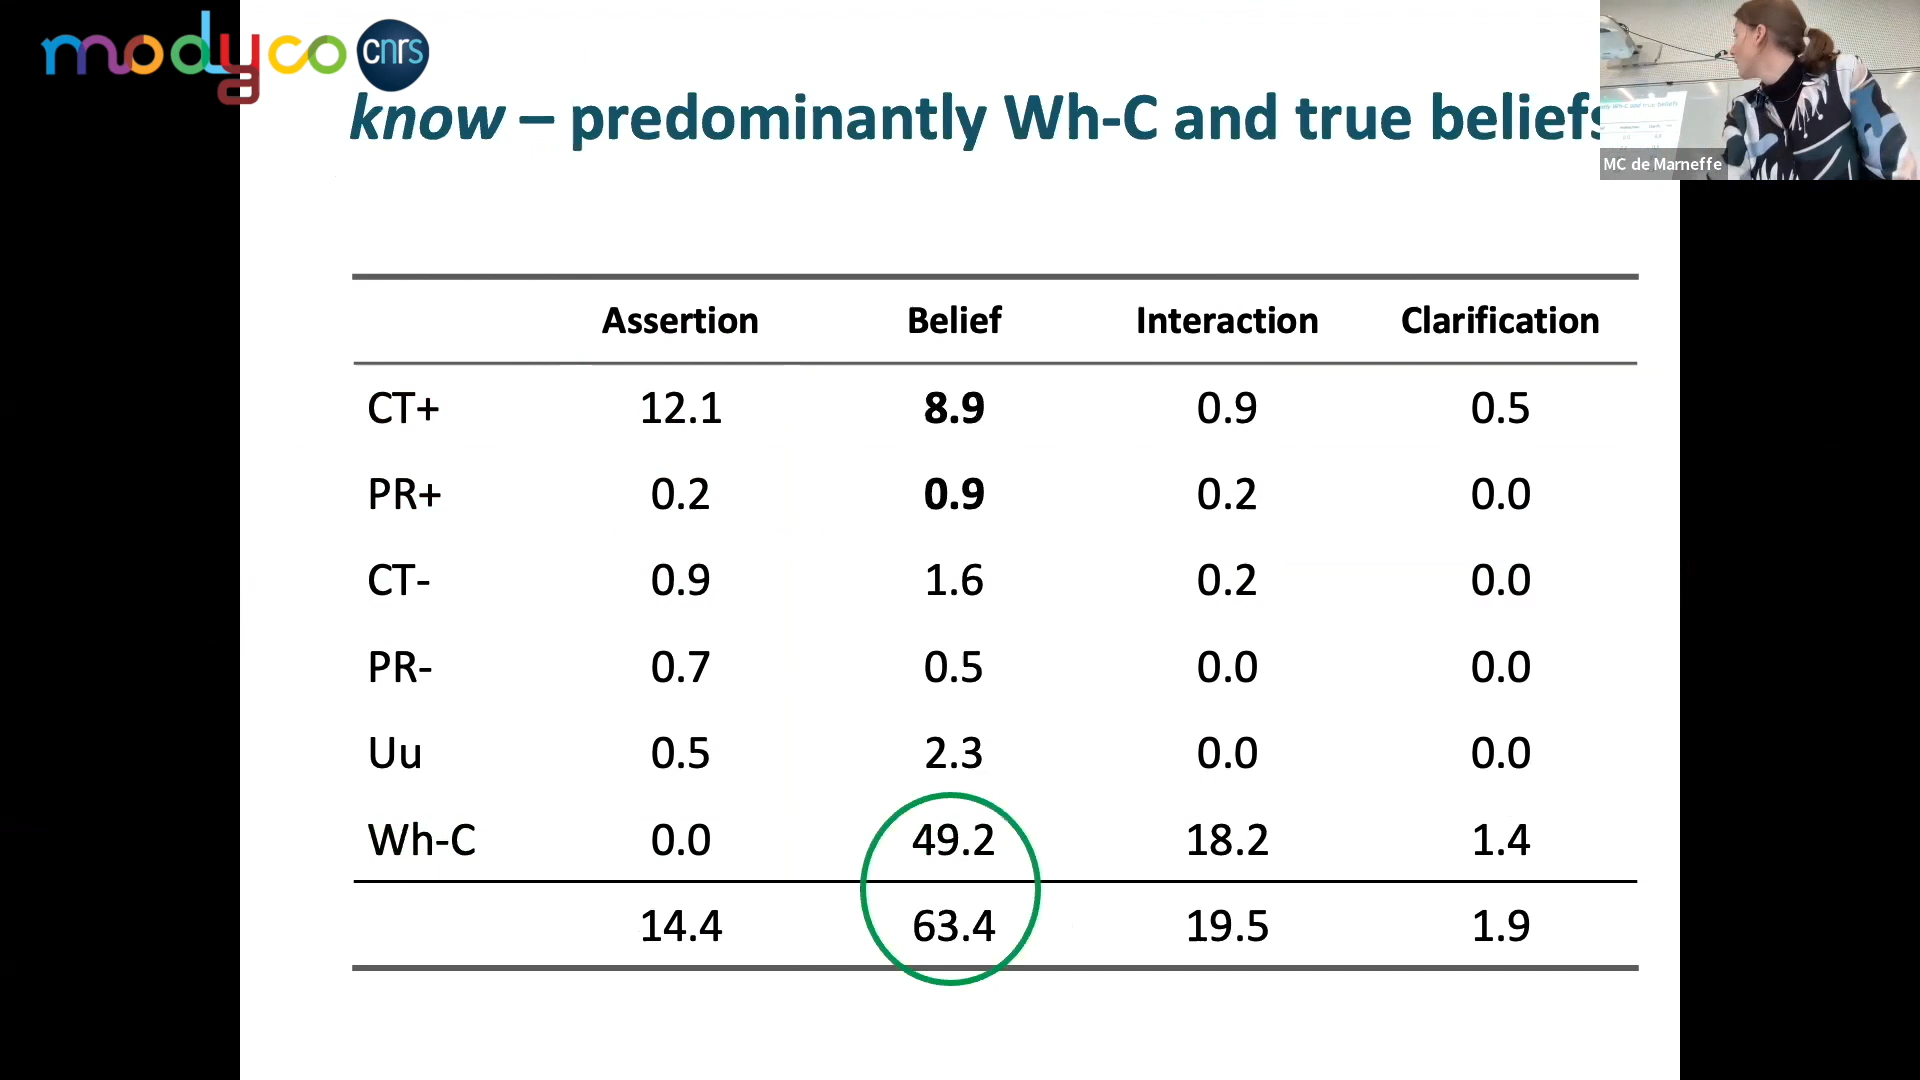 modyco cnrs
know – predominantly Wh-C and true beliefs
MC de Marneffe
Assertion Belief Interaction Clarification
CT+ 12.1 8.9 0.9 0.5
PR+ 0.2 0.9 0.2 0.0
CT- 0.9 1.6 0.2 0.0
PR- 0.7 0.5 0.0 0.0
Uu 0.5 2.3 0.0 0.0
Wh-C 0.0 49.2 18.2 1.4
14.4 63.4 19.5 1.9